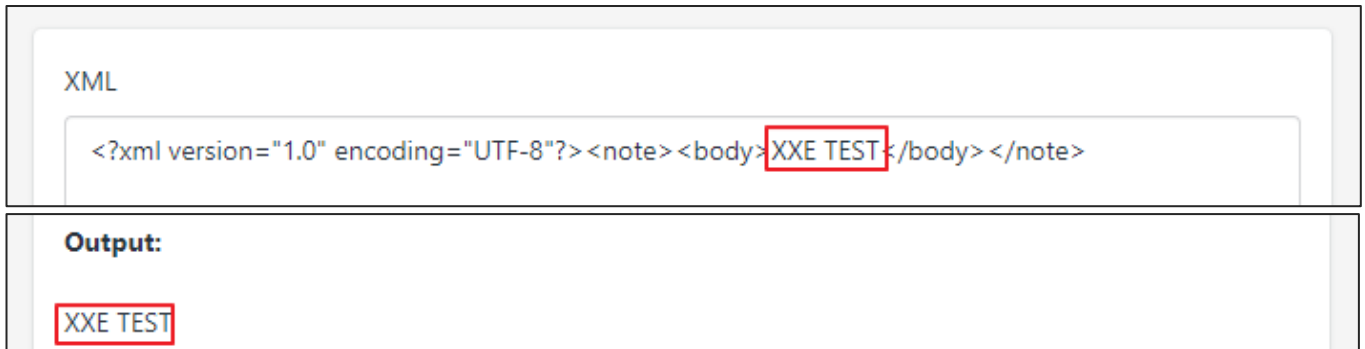 XML
<?xml version="1.0" encoding="UTF-8"?><note><body>XXE TEST</body></note>
Output:
XXE TEST